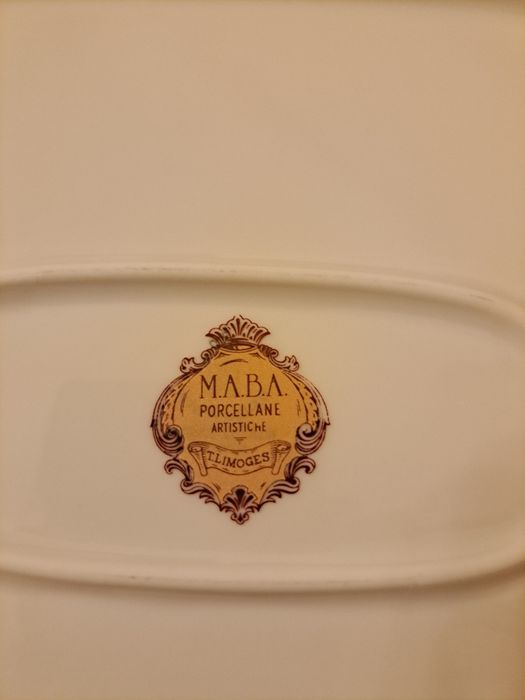 M.A.B.A.
PORCELLANE
ARTISTICHE
T.LIMOGES